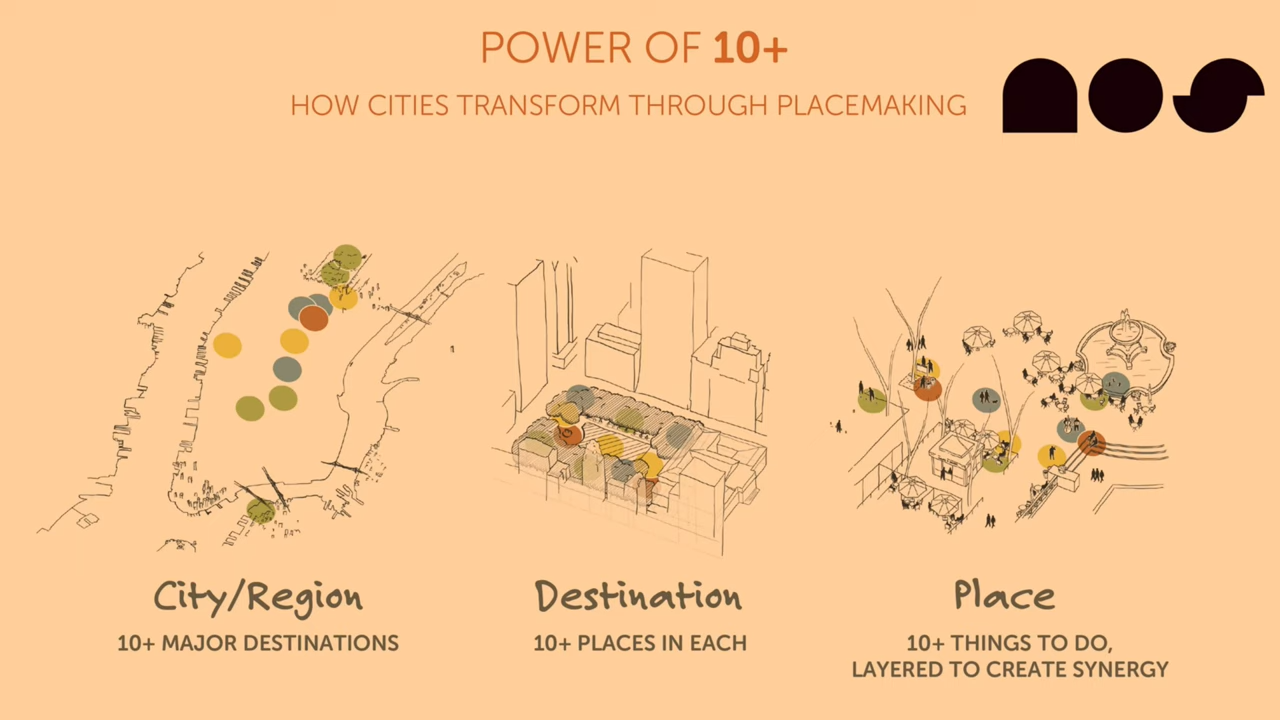 POWER OF 10+
HOW CITIES TRANSFORM THROUGH PLACEMAKING
nos
City/Region
10+ MAJOR DESTINATIONS
Destination
10+ PLACES IN EACH
Place
10+ THINGS TO DO,
LAYERED TO CREATE SYNERGY